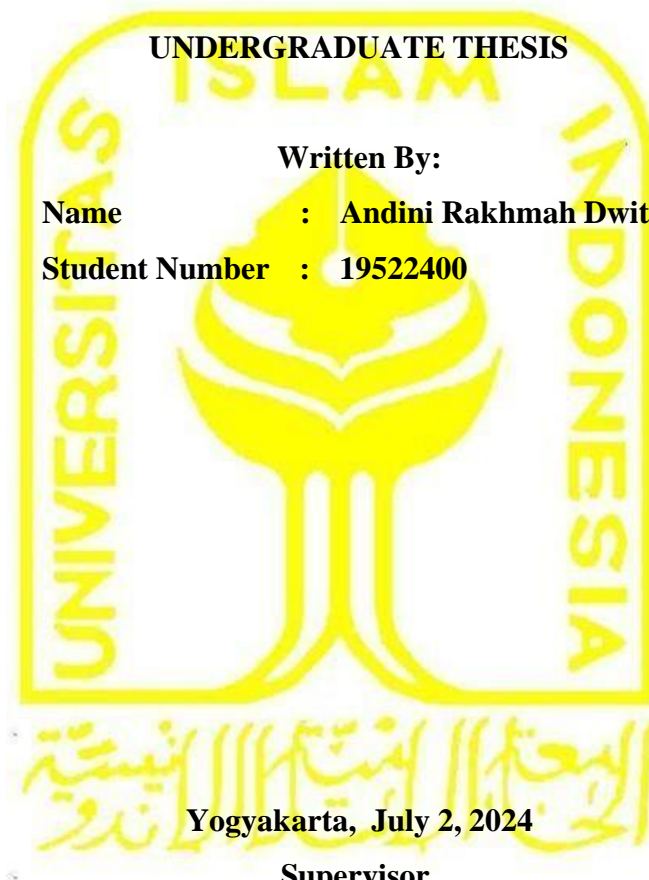 UNDERGRADUATE THESIS
ISLAM
UNIVERSITAS
INDONESIA
Written By:
Name : Andini Rakhmah Dwit
Student Number : 19522400
Yogyakarta, July 2, 2024
Supervisor